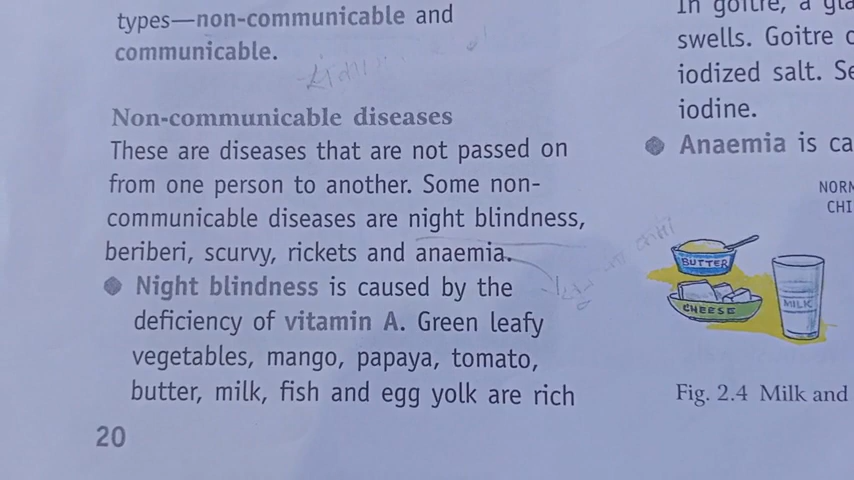 types—non-communicable and
communicable.
Non-communicable diseases
These are diseases that are not passed on
from one person to another. Some non-
communicable diseases are night blindness,
beriberi, scurvy, rickets and anaemia.
Night blindness is caused by the
deficiency of vitamin A. Green leafy
vegetables, mango, papaya, tomato,
butter, milk, fish and egg yolk are rich
20
In goitre, a
swells. Goitre
iodized salt.
iodine.
Anaemia is
BUTTER
CHEESE
MILK
Fig. 2.4 Milk and